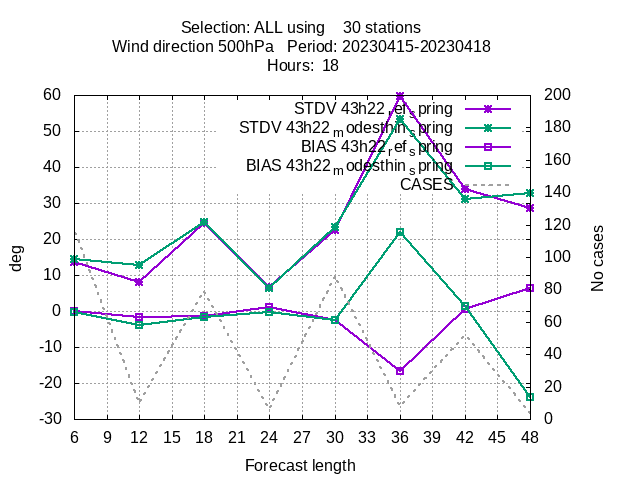 Selection: ALL using 30 stations
Wind direction 500hPa Period: 20230415-20230418
Hours: 18
STDV 43h22_ref_spring
STDV 43h22_modesthin_spring
BIAS 43h22_ref_spring
BIAS 43h22_modesthin_spring
CASES
60
50
40
30
20
10
0
-10
-20
-30
deg
200
180
160
140
120
100
80
60
40
20
0
No cases
6 9 12 15 18 21 24 27 30 33 36 39 42 45 48
Forecast length